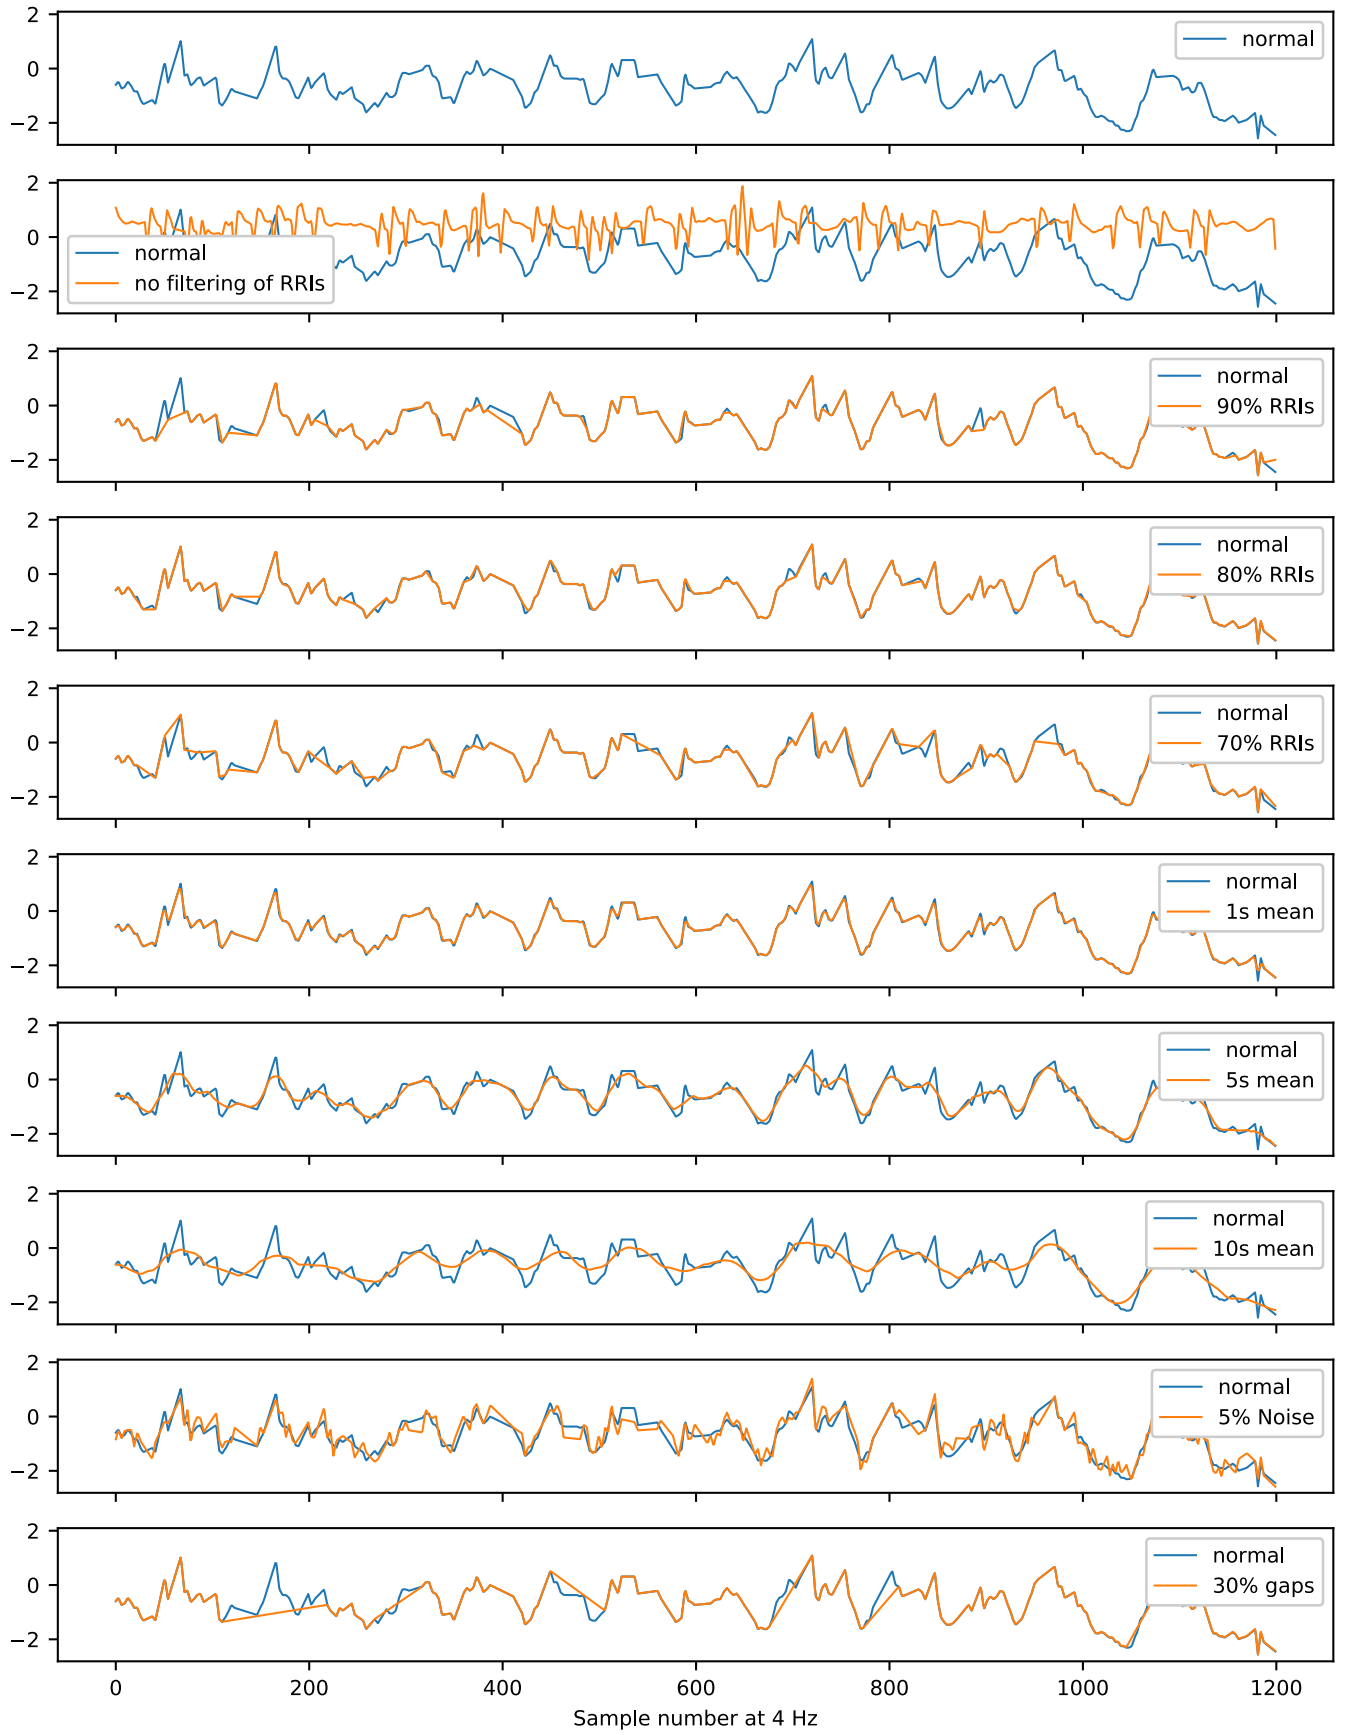 2
0
−2
normal
2
0
−2
normal
no filtering of RRIs
2
0
−2
normal
90% RRIs
2
0
−2
normal
80% RRIs
2
0
−2
normal
70% RRIs
2
0
−2
normal
1s mean
2
0
−2
normal
5s mean
2
0
−2
normal
10s mean
2
0
−2
normal
5% Noise
2
0
−2
normal
30% gaps
0 200 400 600 800 1000 1200
Sample number at 4 Hz